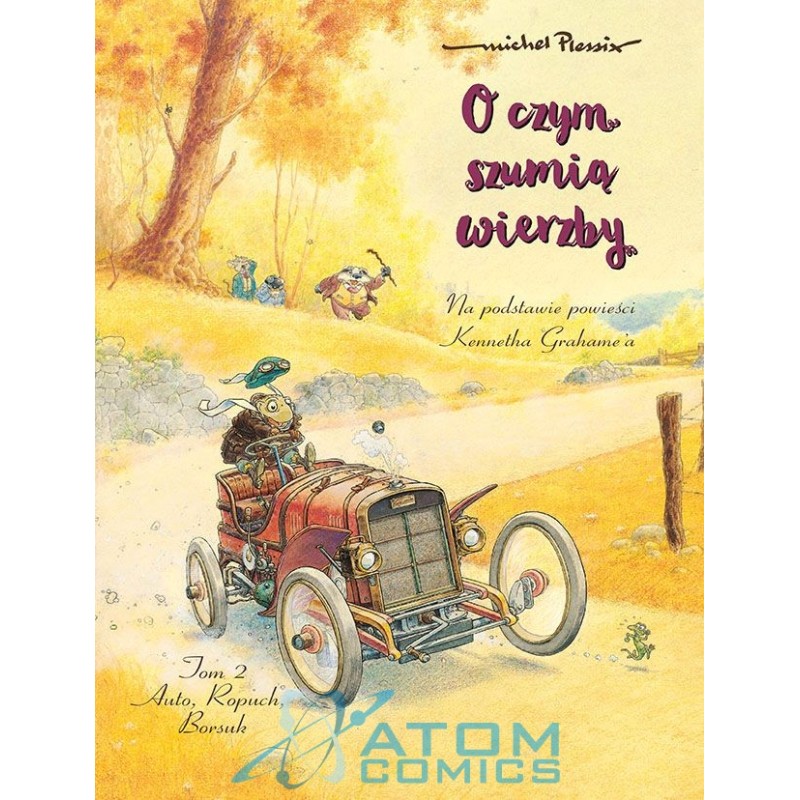 Michel Plessix
O czym
szumią
wierzby
Na podstawie powieści
Kennetha Grahame'a
Tom 2
Auto, Ropuch,
Borsuk
ATOM
COMICS